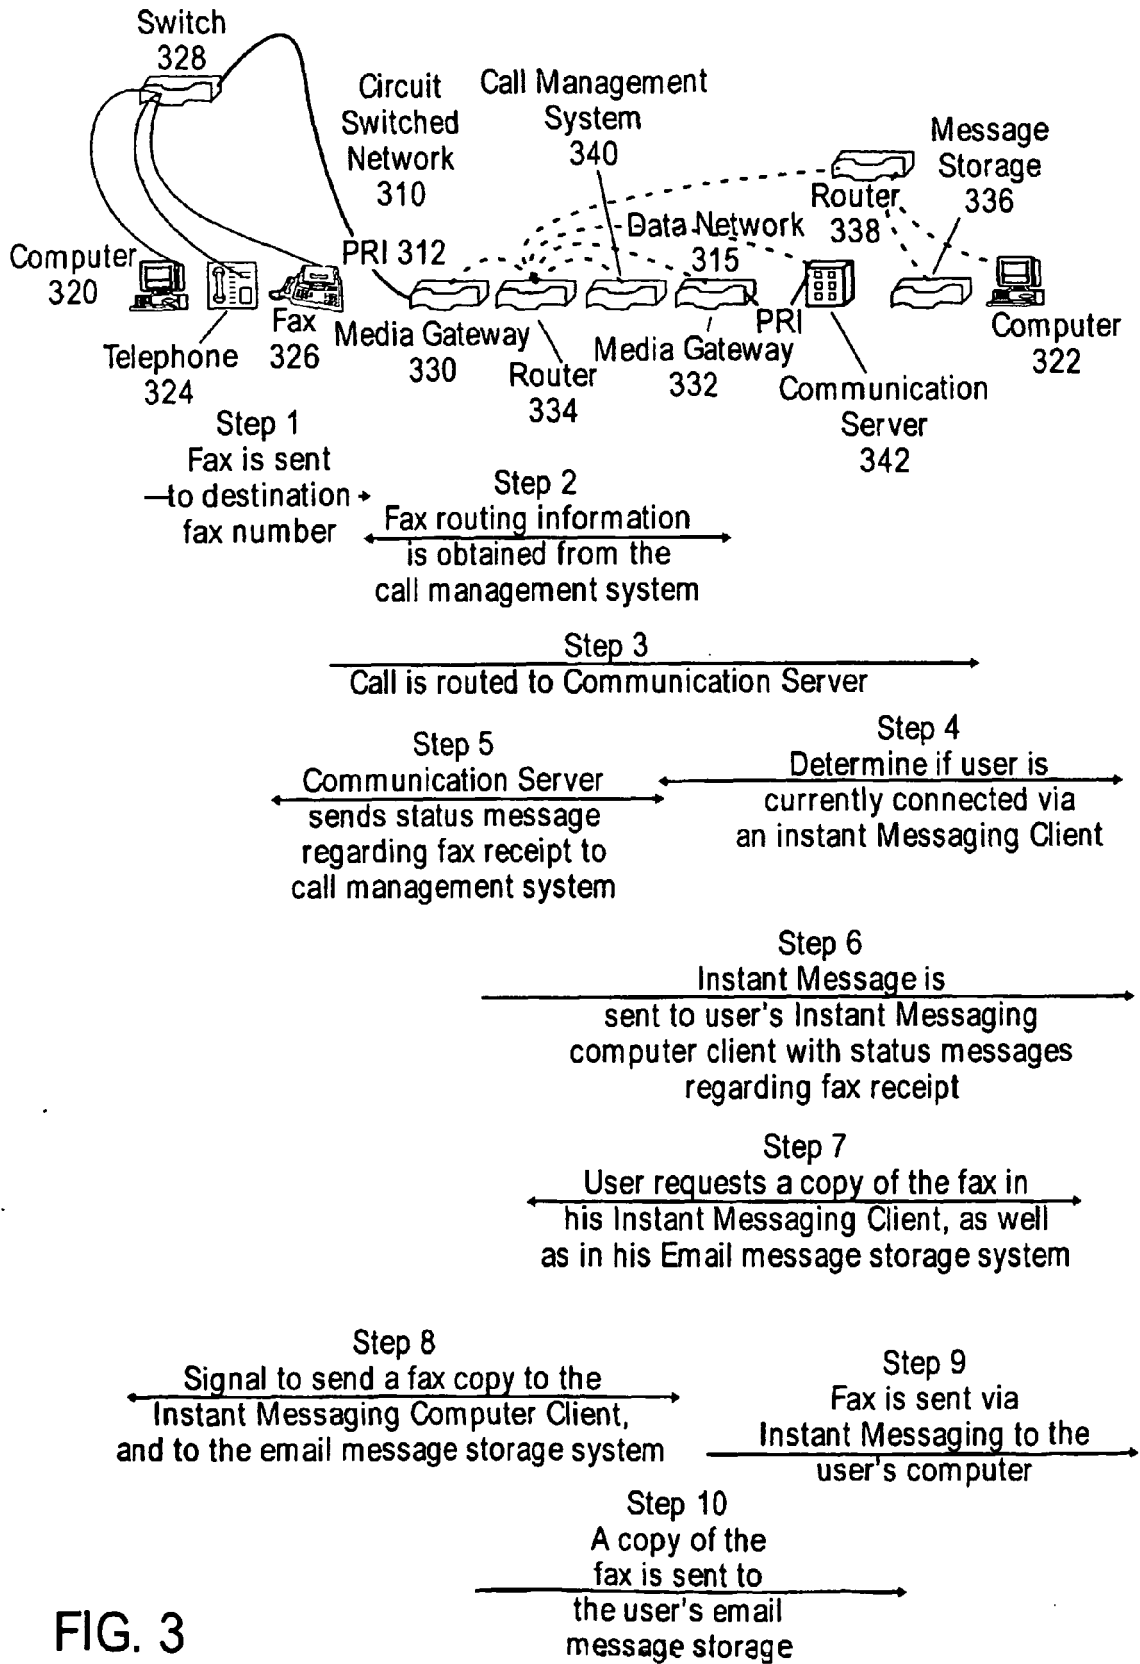 Switch
328
Circuit
Switched
Network
310
Call Management
System
340
Message
Storage
336
Router
338
Data Network
315
PRI 312
Computer
320
Telephone
324
Fax
326
Media Gateway
330
Router
334
Media Gateway
332
PRI
Communication
Server
342
Computer
322
Step 1
Fax is sent
to destination
fax number
Step 2
Fax routing information
is obtained from the
call management system
Step 3
Call is routed to Communication Server
Step 5
Communication Server
sends status message
regarding fax receipt to
call management system
Step 4
Determine if user is
currently connected via
an instant Messaging Client
Step 6
Instant Message is
sent to user's Instant Messaging
computer client with status messages
regarding fax receipt
Step 7
User requests a copy of the fax in
his Instant Messaging Client, as well
as in his Email message storage system
Step 8
Signal to send a fax copy to the
Instant Messaging Computer Client,
and to the email message storage system
Step 9
Fax is sent via
Instant Messaging to the
user's computer
Step 10
A copy of the
fax is sent to
the user's email
message storage
FIG. 3